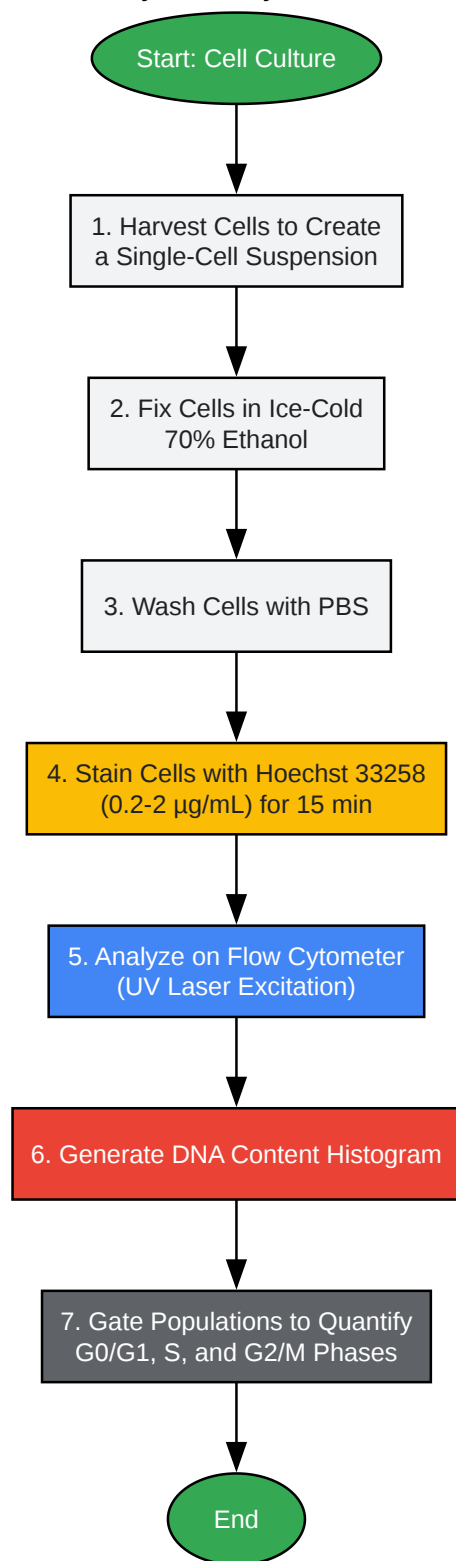 Start: Cell Culture
1. Harvest Cells to Create
a Single-Cell Suspension
2. Fix Cells in Ice-Cold
70% Ethanol
3. Wash Cells with PBS
4. Stain Cells with Hoechst 33258
(0.2-2 µg/mL) for 15 min
5. Analyze on Flow Cytometer
(UV Laser Excitation)
6. Generate DNA Content Histogram
7. Gate Populations to Quantify
G0/G1, S, and G2/M Phases
End